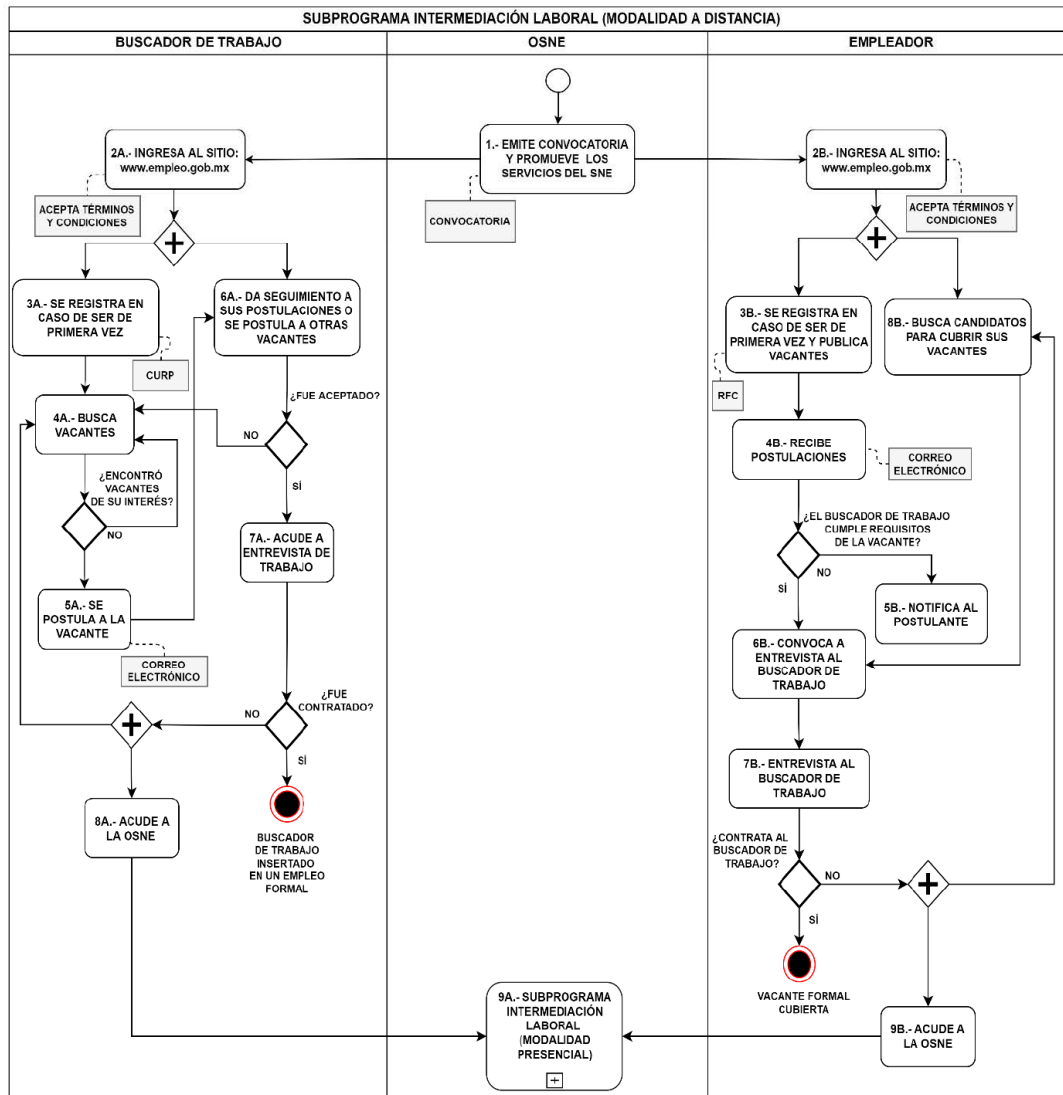 SUBPROGRAMA INTERMEDIACIÓN LABORAL (MODALIDAD A DISTANCIA)
BUSCADOR DE TRABAJO
OSNE
EMPLEADOR
1.- EMITE CONVOCATORIA
Y PROMUEVE LOS
SERVICIOS DEL SNE
CONVOCATORIA
2A.- INGRESA AL SITIO:
www.empleo.gob.mx
ACEPTA TÉRMINOS
Y CONDICIONES
3A.- SE REGISTRA EN
CASO DE SER DE
PRIMERA VEZ
CURP
6A.- DA SEGUIMIENTO A
SUS POSTULACIONES O
SE POSTULA A OTRAS
VACANTES
¿FUE ACEPTADO?
NO
SÍ
4A.- BUSCA
VACANTES
¿ENCONTRÓ
VACANTES
DE SU INTERÉS?
NO
5A.- SE
POSTULA A LA
VACANTE
CORREO
ELECTRÓNICO
7A.- ACUDE A
ENTREVISTA DE
TRABAJO
¿FUE
CONTRATADO?
NO
SÍ
8A.- ACUDE A
LA OSNE
BUSCADOR
DE TRABAJO
INSERTADO
EN UN EMPLEO
FORMAL
2B.- INGRESA AL SITIO:
www.empleo.gob.mx
ACEPTA TÉRMINOS Y
CONDICIONES
3B.- SE REGISTRA EN
CASO DE SER DE
PRIMERA VEZ Y PUBLICA
VACANTES
RFC
8B.- BUSCA CANDIDATOS
PARA CUBRIR SUS
VACANTES
4B.- RECIBE
POSTULACIONES
CORREO
ELECTRÓNICO
¿EL BUSCADOR DE TRABAJO
CUMPLE REQUISITOS
DE LA VACANTE?
SÍ
NO
5B.- NOTIFICA AL
POSTULANTE
6B.- CONVOCA A
ENTREVISTA AL
BUSCADOR DE
TRABAJO
7B.- ENTREVISTA AL
BUSCADOR DE
TRABAJO
¿CONTRATA AL
BUSCADOR DE
TRABAJO?
NO
SÍ
VACANTE FORMAL
CUBIERTA
9B.- ACUDE A
LA OSNE
9A.- SUBPROGRAMA
INTERMEDIACIÓN
LABORAL
(MODALIDAD
PRESENCIAL)